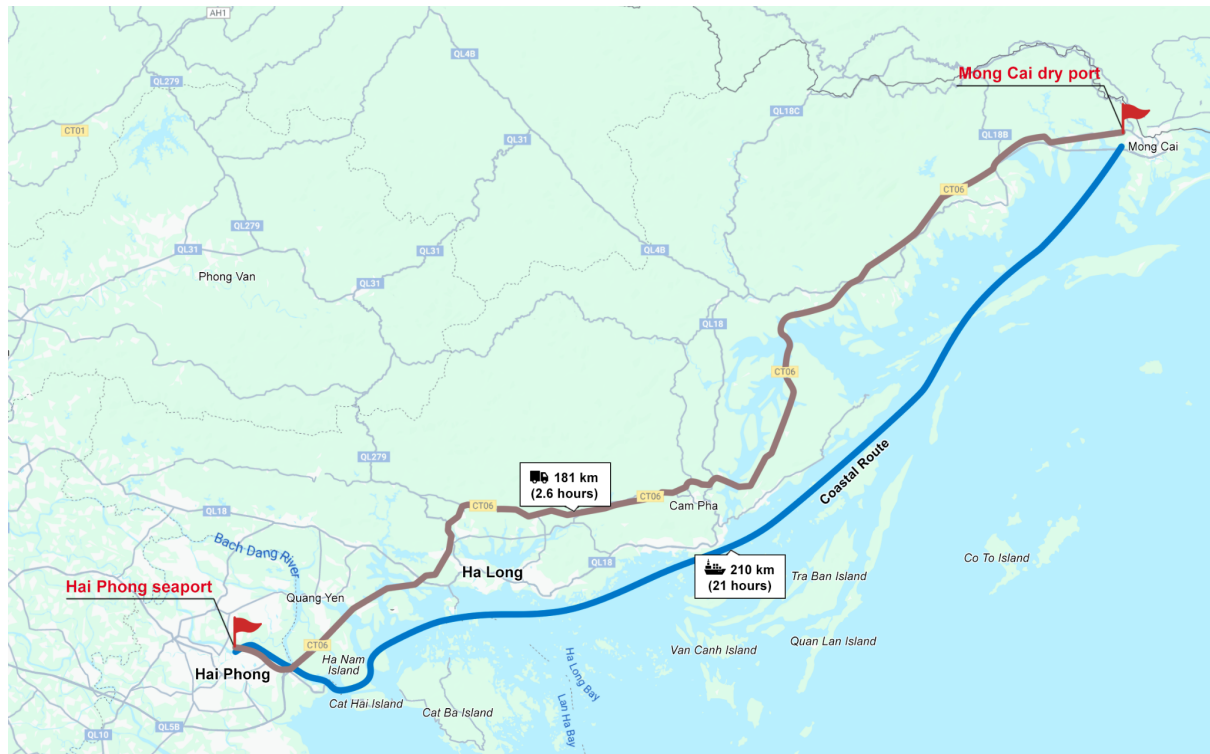 AH1
QL4B
QL279
Mong Cai dry port
QL18C
CT01
QL31
QL18B
Mong Cai
CT06
QL279
QL31
QL31
QL4B
Phong Van
QL31
QL18
CT06
QL279
Coastal Route
181 km
(2.6 hours)
CT06
CT06
Cam Pha
QL18
Bach Dang River
Ha Long
QL18
210 km
(21 hours)
Co To Island
Tra Ban Island
Hai Phong seaport
Quang Yen
CT06
Ha Nam
Island
Van Canh Island
Quan Lan Island
Hai Phong
Ha Long Bay
Lan Ha Bay
Cat Hai Island
Cat Ba Island
QL5B
QL10